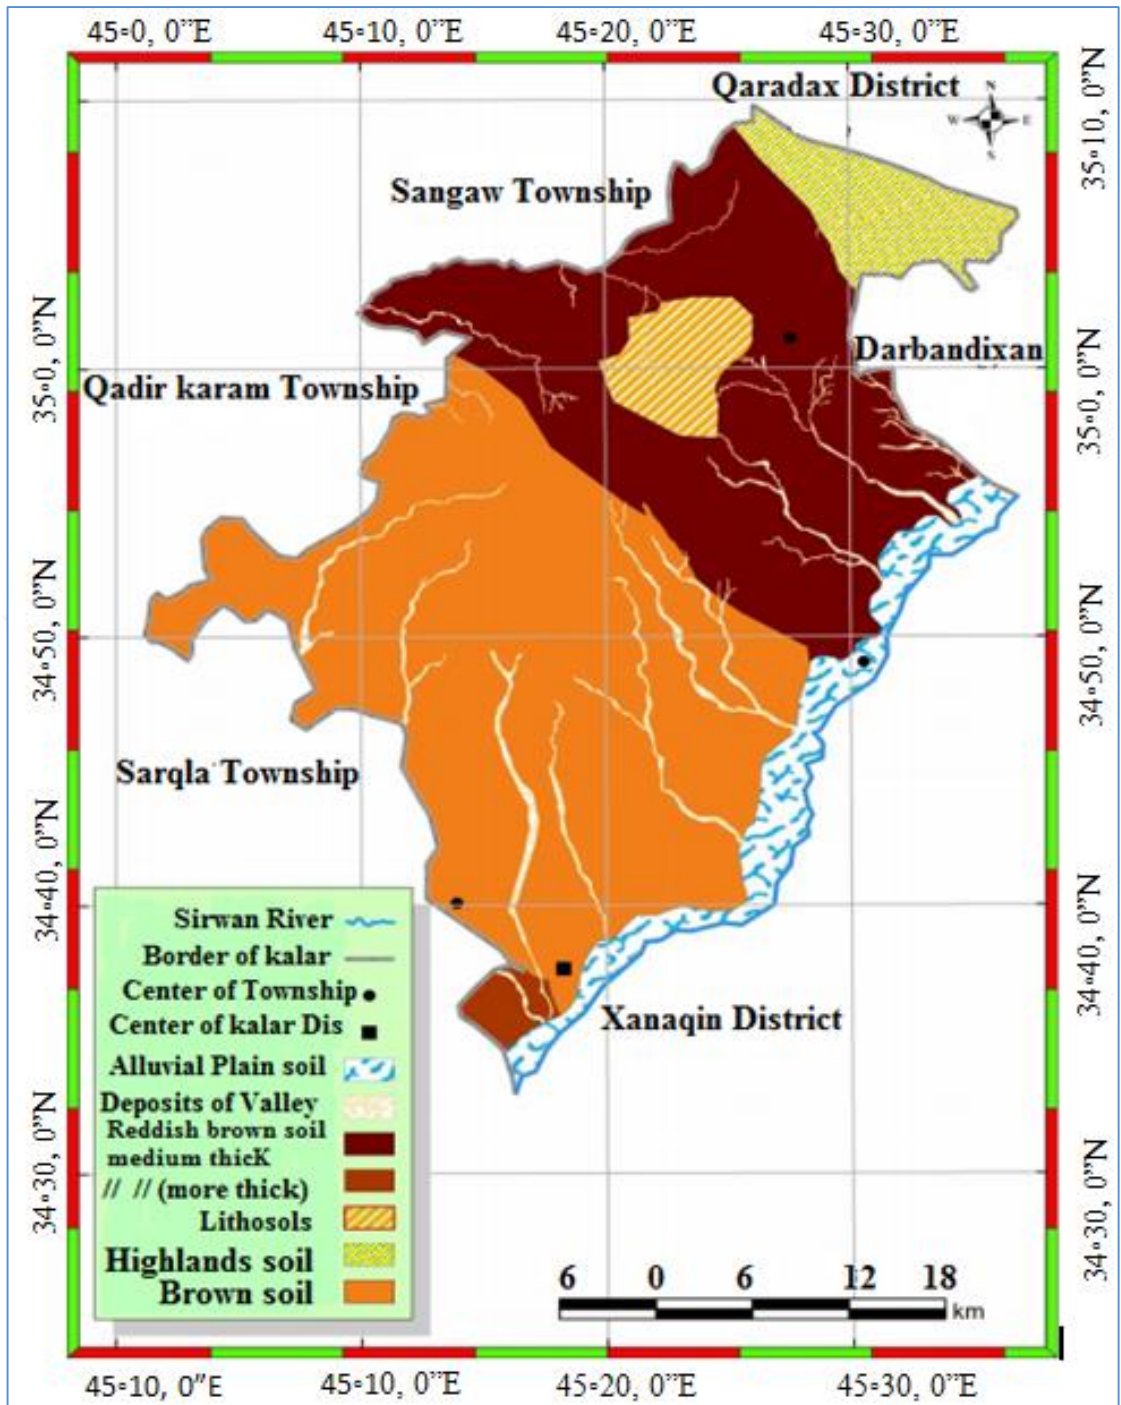 45◦0, 0”E 45◦10, 0”E 45◦20, 0”E 45◦30, 0”E
Qaradax District
N
W E
S
35◦10, 0”N
35◦10, 0”N
Sangaw Township
35◦0, 0”N
Darbandixan
35◦0, 0”N
Qadir karam Township
34◦50, 0”N
34◦50, 0”N
Sarqla Township
34◦40, 0”N
34◦40, 0”N
Xanaqin District
Sirwan River
Border of kalar
Center of Township
Center of kalar Dis
Alluvial Plain soil
Deposits of Valley
Reddish brown soil
medium thicK
// // (more thick)
Lithosols
Highlands soil
Brown soil
34◦30, 0”N
34◦30, 0”N
6 0 6 12 18
km
45◦10, 0”E 45◦10, 0”E 45◦20, 0”E 45◦30, 0”E